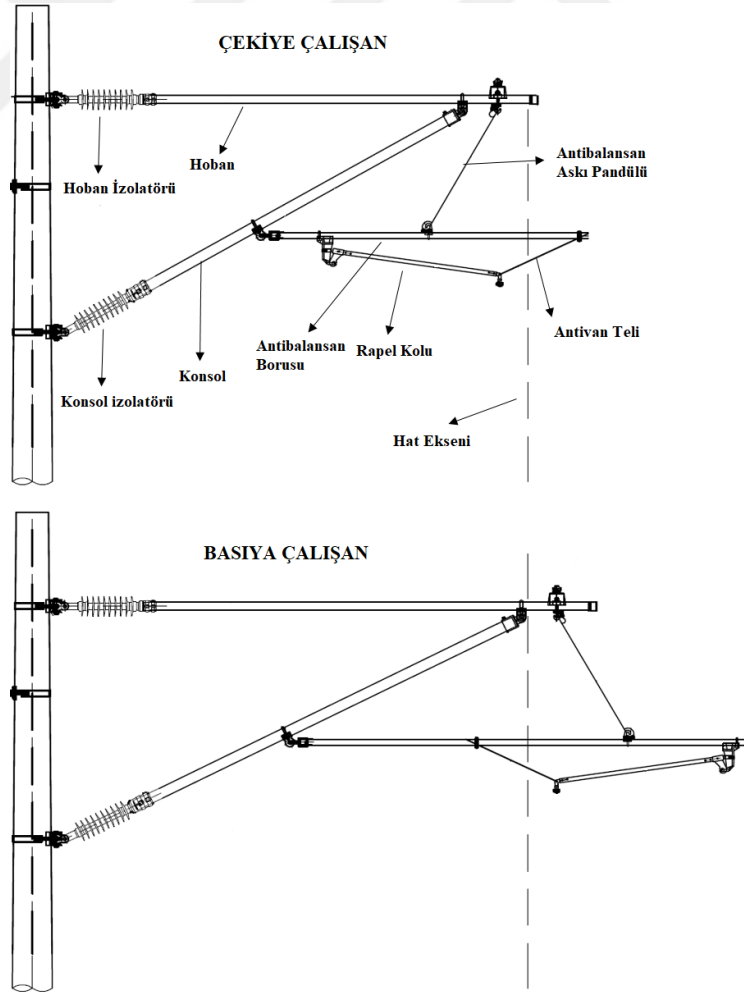 ÇEKİYE ÇALIŞAN
Hoban İzolatörü
Hoban
Antibalansan
Askı Pandülü
Konsol izolatörü
Konsol
Antibalansan
Borusu
Rapel Kolu
Antivan Teli
Hat Ekseni
BASIYA ÇALIŞAN